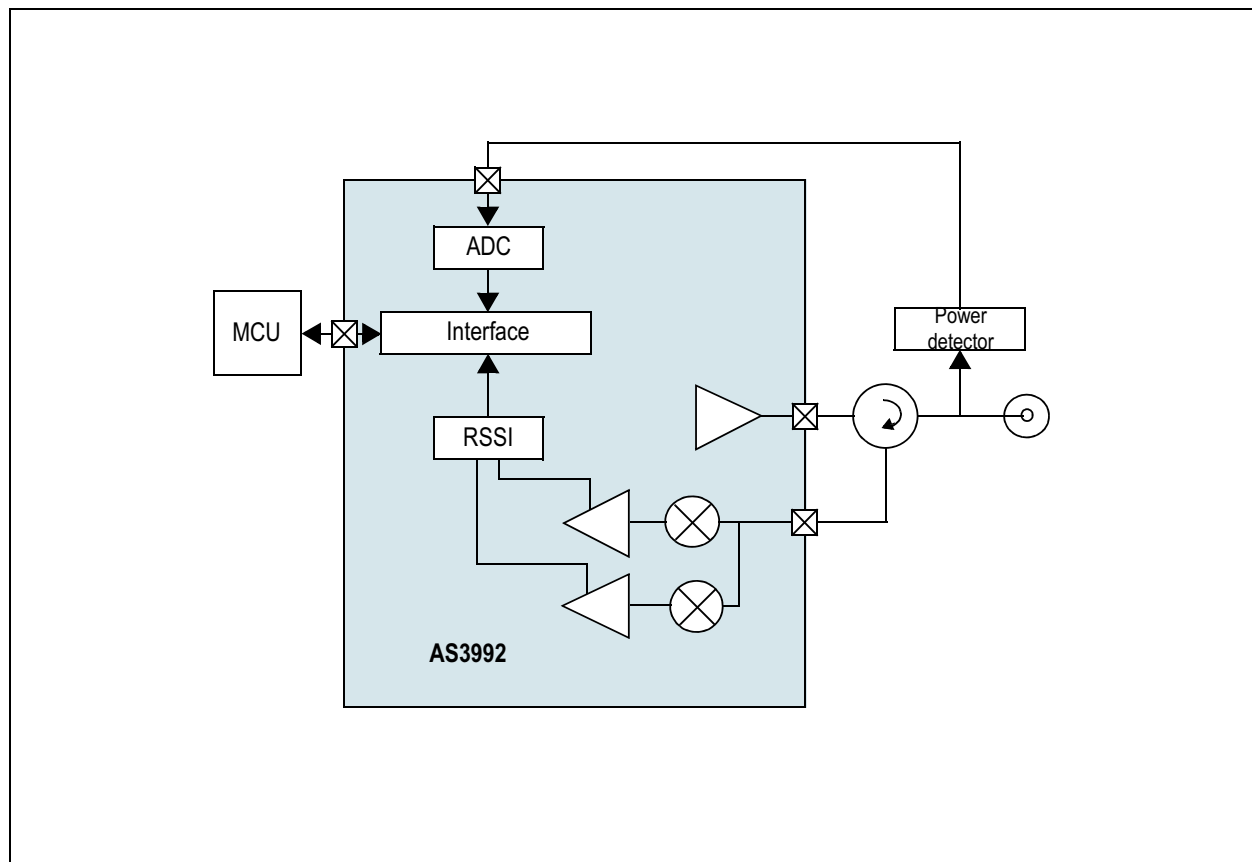 ADC
MCU
Interface
Power
detector
RSSI
AS3992